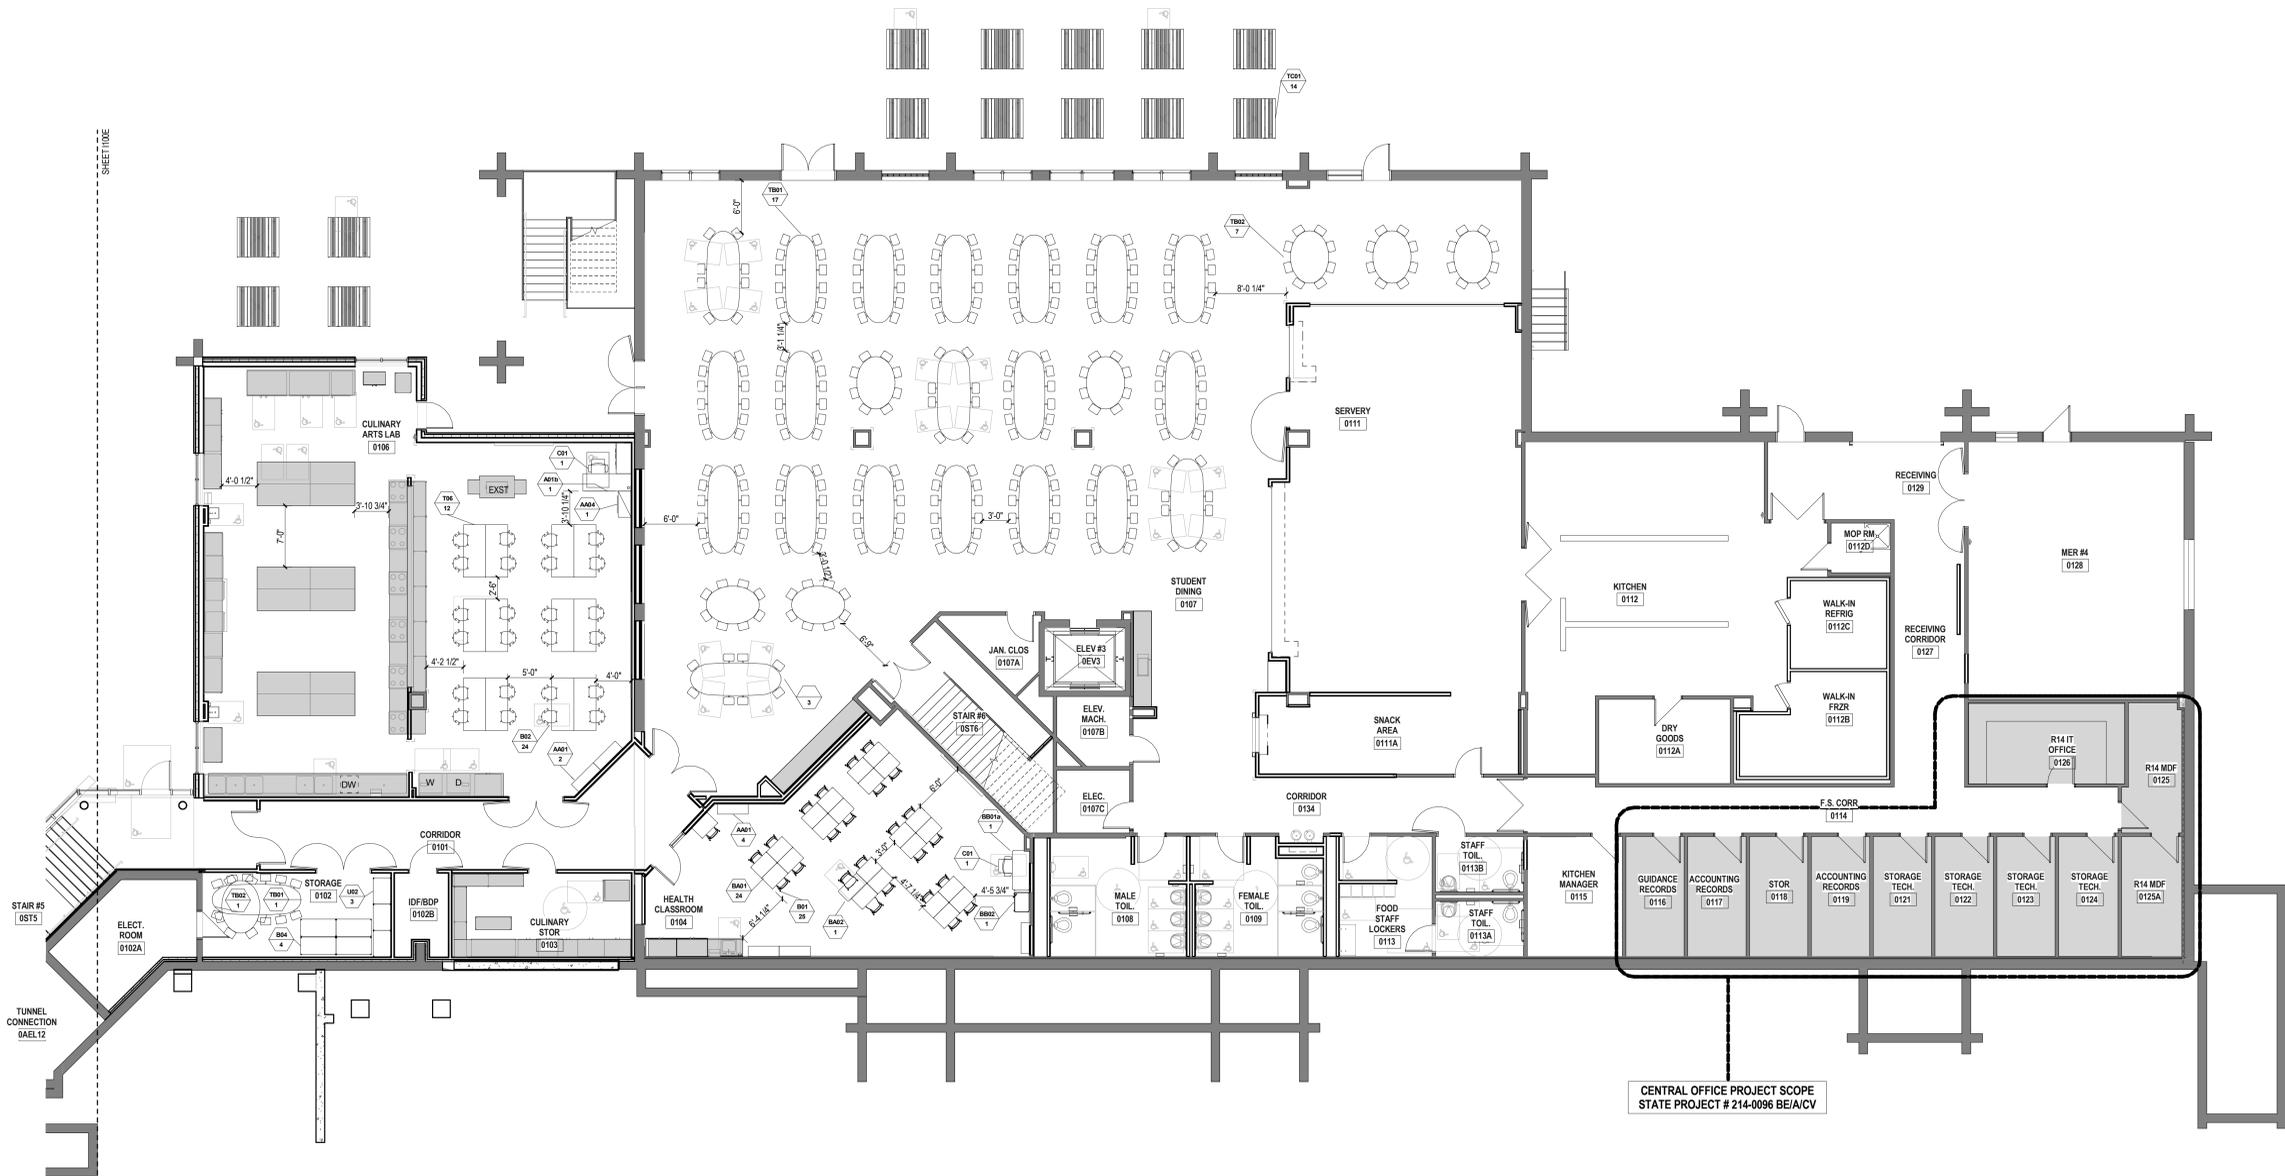 SHEET I100E
TC01
14
TB01
17
6'-0"
TB02
7
8'-0 1/4"
3'-1 1/4"
CULINARY
ARTS LAB
0106
4'-0 1/2"
3'-10 3/4"
7'-0"
EXST
C01
1
A01b
1
AA04
1
3'-10 1/4"
T06
12
2'-6"
4'-2 1/2"
5'-0"
4'-0"
B02
24
AA01
2
DW
W
D
6'-0"
3'-0"
3'-0 1/2"
6'-9"
3
STUDENT
DINING
0107
SERVERY
0111
KITCHEN
0112
MOP RM
0112D
WALK-IN
REFRIG
0112C
WALK-IN
FRZR
0112B
DRY
GOODS
0112A
RECEIVING
0129
RECEIVING
CORRIDOR
0127
MER #4
0128
JAN. CLOS
0107A
ELEV #3
0EV3
ELEV.
MACH.
0107B
ELEC.
0107C
STAIR #6
0ST6
SNACK
AREA
0111A
CORRIDOR
0134
R14 IT
OFFICE
0126
R14 MDF
0125
F.S. CORR
0114
CORRIDOR
0101
STAIR #5
0ST5
ELECT.
ROOM
0102A
TB02
1
TB01
1
STORAGE
0102
U02
3
B04
4
IDF/BDP
0102B
CULINARY
STOR
0103
HEALTH
CLASSROOM
0104
AA01
4
BA01
24
B01
25
BA02
1
6'-4 1/4"
3'-0"
4'-7 1/4"
6'-0"
BB01a
1
C01
1
4'-5 3/4"
BB02
1
MALE
TOIL.
0108
FEMALE
TOIL.
0109
FOOD
STAFF
LOCKERS
0113
STAFF
TOIL.
0113B
STAFF
TOIL.
0113A
KITCHEN
MANAGER
0115
GUIDANCE
RECORDS
0116
ACCOUNTING
RECORDS
0117
STOR
0118
ACCOUNTING
RECORDS
0119
STORAGE
TECH.
0121
STORAGE
TECH.
0122
STORAGE
TECH.
0123
STORAGE
TECH.
0124
R14 MDF
0125A
TUNNEL
CONNECTION
0AEL12
CENTRAL OFFICE PROJECT SCOPE
STATE PROJECT # 214-0096 BE/A/CV